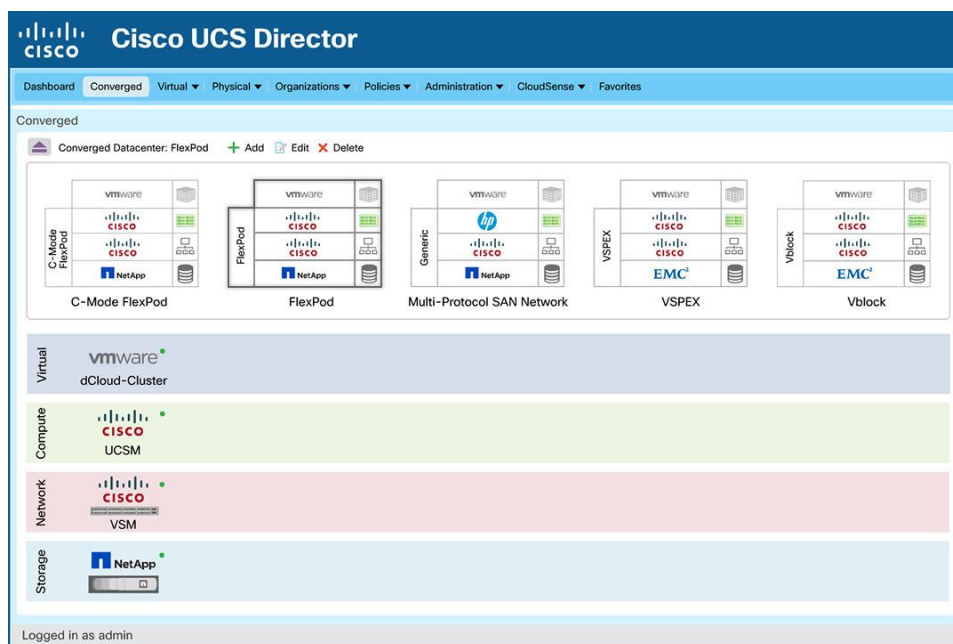 CISCO Cisco UCS Director
Dashboard Converged Virtual Physical Organizations Policies Administration CloudSense Favorites
Converged
Converged Datacenter: FlexPod Add Edit Delete
C-Mode
FlexPod
vmware
CISCO
CISCO
NetApp
C-Mode FlexPod
FlexPod
vmware
CISCO
CISCO
NetApp
FlexPod
Generic
vmware
hp
CISCO
NetApp
Multi-Protocol SAN Network
VSPEX
vmware
CISCO
CISCO
EMC²
VSPEX
Vblock
vmware
CISCO
CISCO
EMC²
Vblock
Virtual
vmware
dCloud-Cluster
Compute
CISCO
UCSM
Network
CISCO
VSM
Storage
NetApp
Logged in as admin